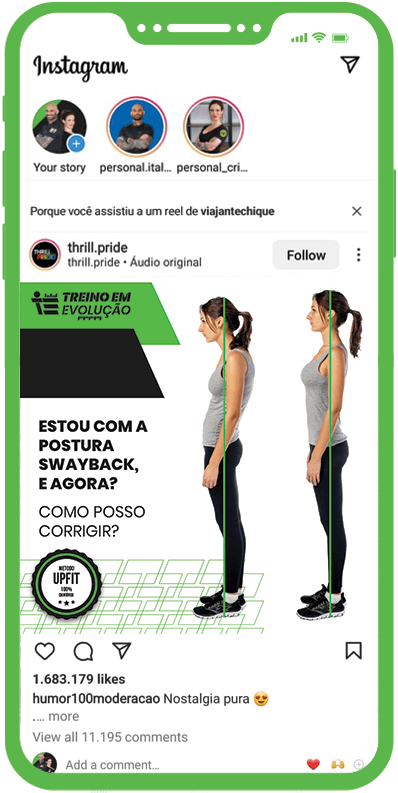 Instagram
Your story
personal.ital...
personal_cri...
Porque você assistiu a um reel de viajantechique
THRILL
PRIDE
thrill.pride
thrill.pride • Áudio original
Follow
TREINO EM
EVOLUÇÃO
ESTOU COM A
POSTURA
SWAYBACK,
E AGORA?
COMO POSSO
CORRIGIR?
MÉTODO
UPFIT
100%
1.683.179 likes
humor100moderacao Nostalgia pura 😍
.... more
View all 11.195 comments
Add a comment...